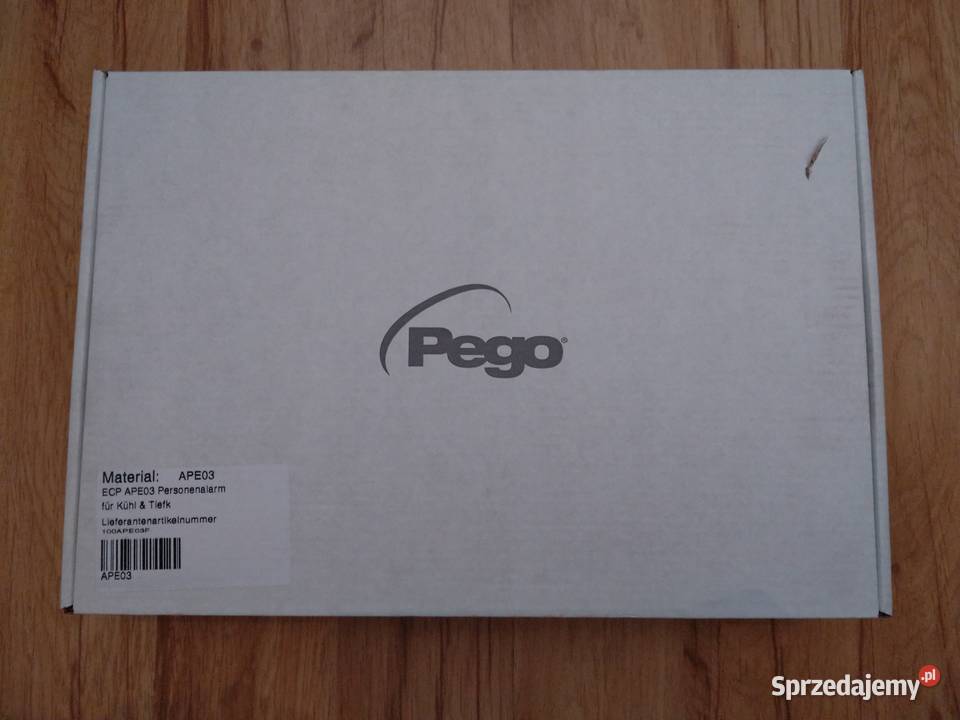 Pego®
Material: APE03
ECP APE03 Personenalarm
für Kühl & Tiefk
Lieferantenartikelnummer
100APE03F
APE03
Sprzedajemy.pl